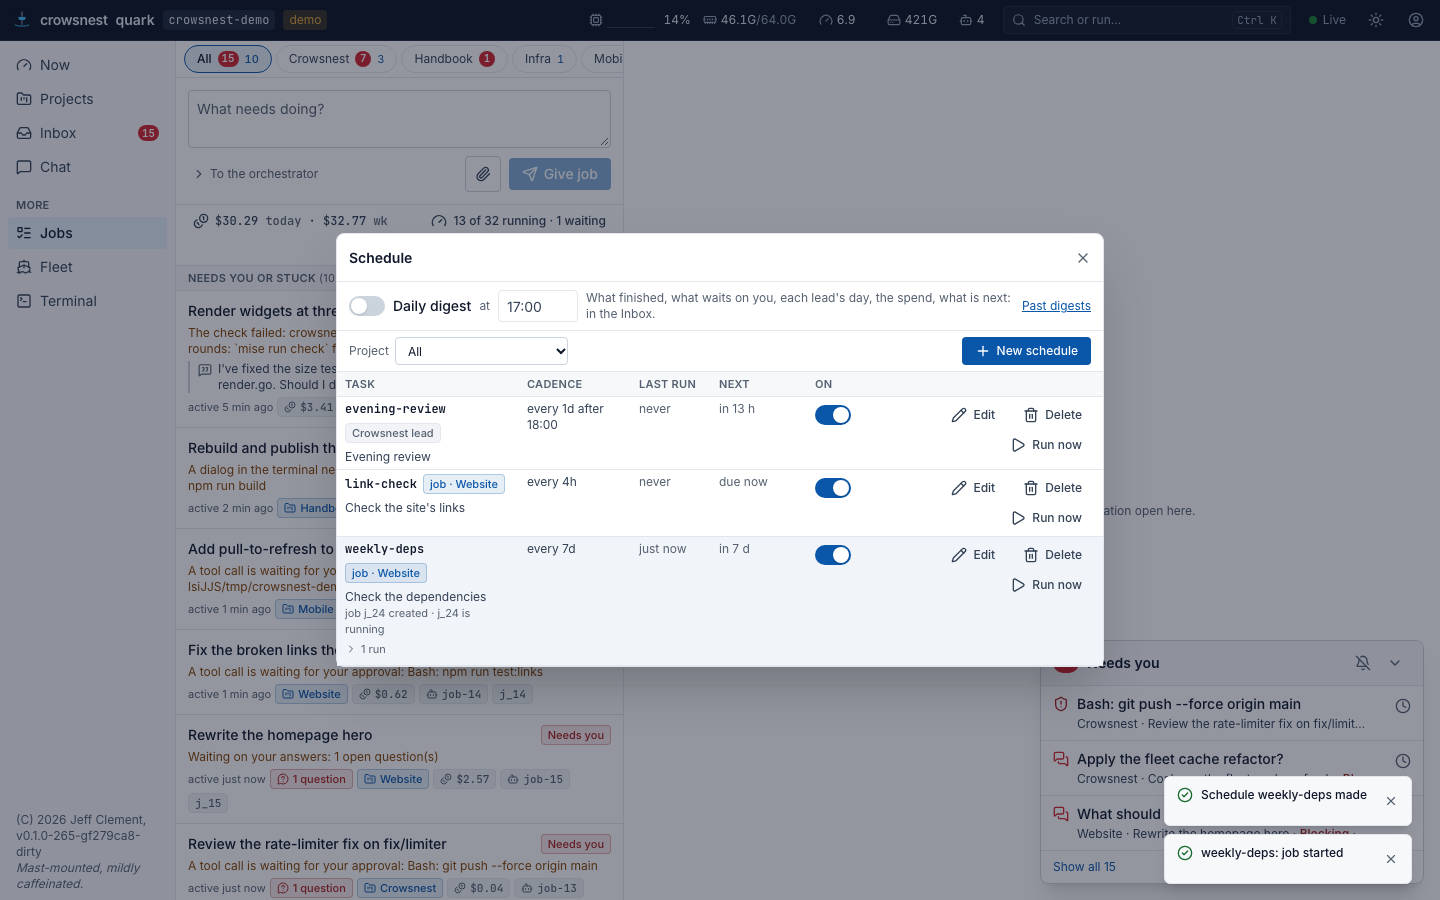 crowsnest quark crowsnest-demo demo
14% 46.1G/64.0G 6.9 421G 4
Search or run... Ctrl K
Live
Now
Projects
Inbox 15
Chat
MORE
Jobs
Fleet
Terminal
(C) 2026 Jeff Clement,
v0.1.0-265-gf279ca8-
dirty
Mast-mounted, mildly
caffeinated.
All 15 10 Crowsnest 7 3 Handbook 1 Infra 1 Mobi
What needs doing?
To the orchestrator
Give job
$30.29 today · $32.77 wk 13 of 32 running · 1 waiting
NEEDS YOU OR STUCK (10
Render widgets at thre
The check failed: crowsne
rounds: `mise run check` f
I've fixed the size tes
render.go. Should I d
active 5 min ago $3.41
Rebuild and publish th
A dialog in the terminal ne
npm run build
active 2 min ago Handb
Add pull-to-refresh to
A tool call is waiting for yo
lsiJJS/tmp/crowsnest-den
active 1 min ago Mobile
Fix the broken links the
A tool call is waiting for your approval: Bash: npm run test:links
active 1 min ago Website $0.62 job-14 j_14
Rewrite the homepage hero Needs you
Waiting on your answers: 1 open question(s)
active just now 1 question Website $2.57 job-15
j_15
Review the rate-limiter fix on fix/limiter Needs you
A tool call is waiting for your approval: Bash: git push --force origin main
active just now 1 question Crowsnest $0.04 job-13
Schedule
Daily digest at 17:00
What finished, what waits on you, each lead's day, the spend, what is next:
in the Inbox.
Past digests
Project All
New schedule
TASK CADENCE LAST RUN NEXT ON
evening-review every 1d after
18:00
never in 13 h Edit Delete
Crowsnest lead
Run now
Evening review
link-check job · Website every 4h never due now Edit Delete
Check the site's links
Run now
weekly-deps every 7d just now in 7 d Edit Delete
job · Website
Run now
Check the dependencies
job j_24 created · j_24 is
running
1 run
ation open here.
Needs you
Bash: git push --force origin main
Crowsnest · Review the rate-limiter fix on fix/limit...
Apply the fleet cache refactor?
Crowsnest ·
What should
Website · Rewrite the homepage hero · Blocking ·
Show all 15
Schedule weekly-deps made
weekly-deps: job started